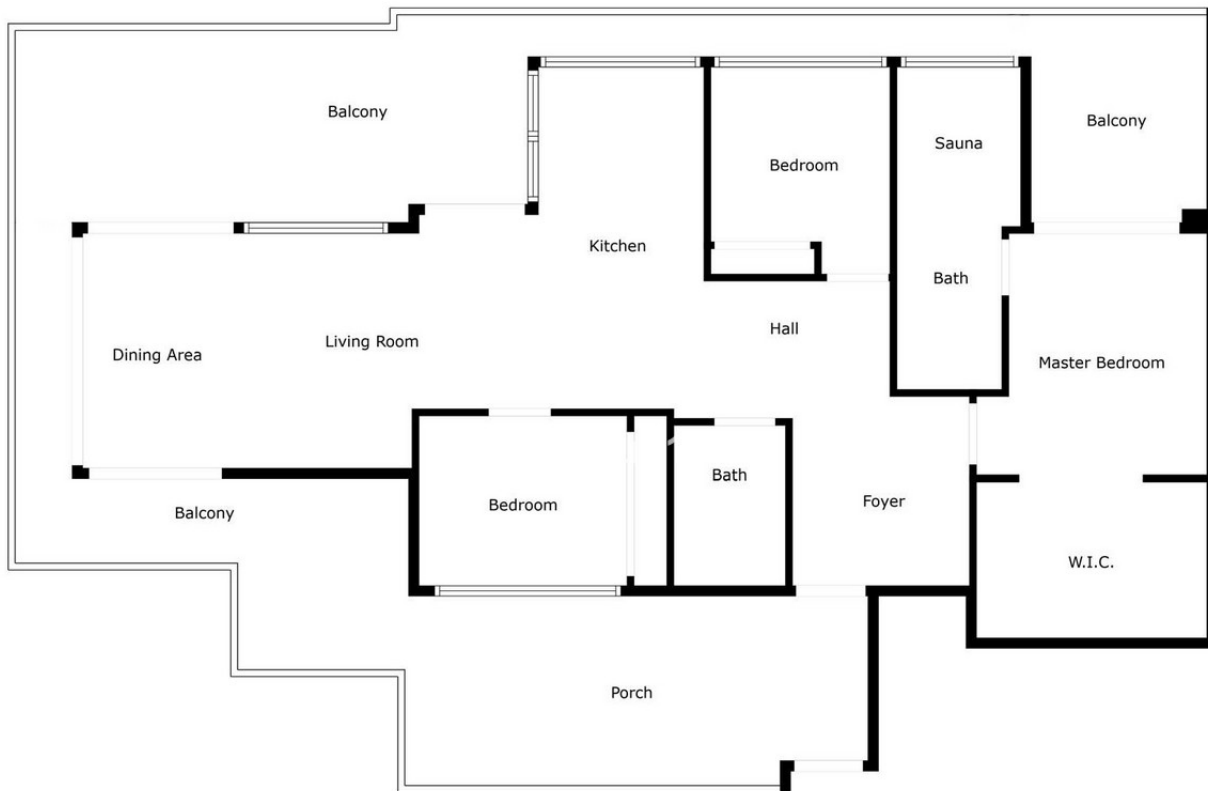 Balcony
Balcony
Sauna
Bedroom
Kitchen
Bath
Hall
Living Room
Dining Area
Master Bedroom
Bath
Bedroom
Foyer
Balcony
W.I.C.
Porch